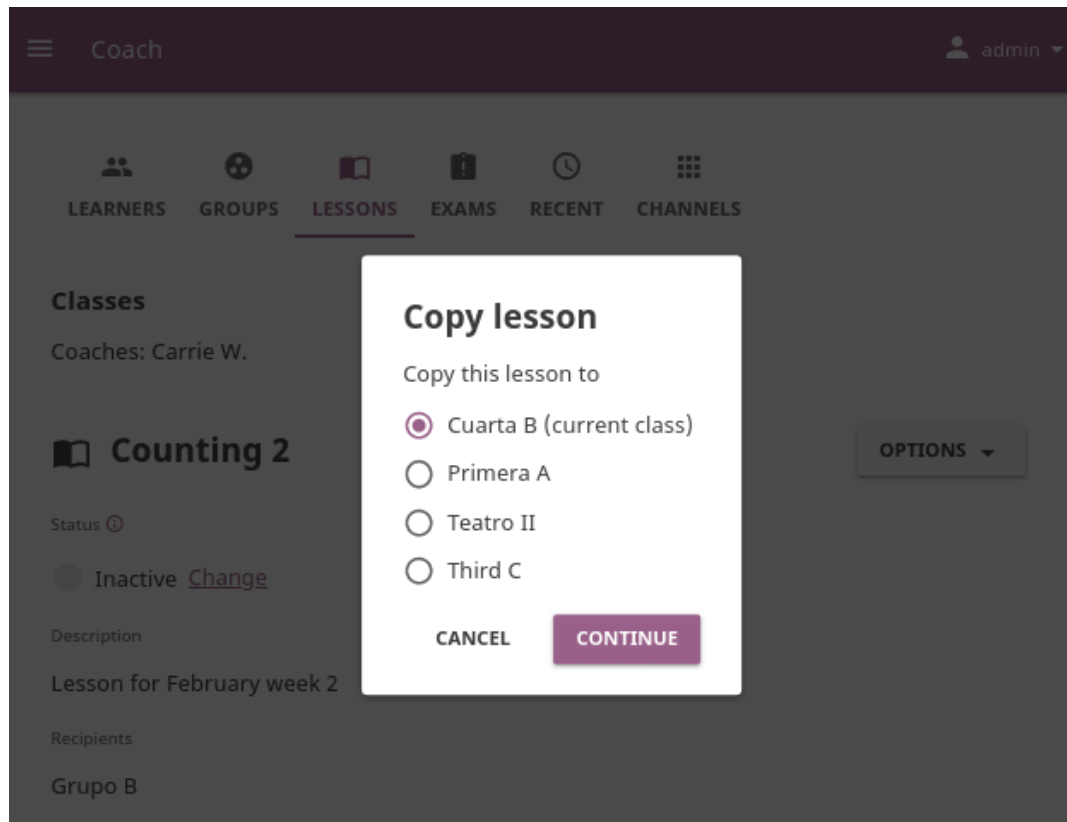 Coach
admin
LEARNERS GROUPS LESSONS EXAMS RECENT CHANNELS
Classes
Coaches: Carrie W.
Counting 2
OPTIONS
Status
Inactive Change
Description
Lesson for February week 2
Recipients
Grupo B
Copy lesson
Copy this lesson to
Cuarta B (current class)
Primera A
Teatro II
Third C
CANCEL CONTINUE